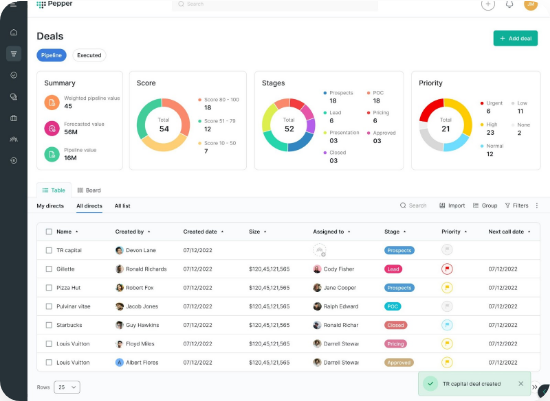 Pepper
Search
JM
Deals
+ Add deal
Pipeline Executed
Summary
Weighted pipeline value
45
Forecasted value
56M
Pipeline value
16M
Score
Total
54
Score 80 - 100
18
Score 51 - 78
12
Score 10 - 50
7
Stages
Total
52
Prospects
18
POC
18
Lead
6
Pricing
6
Presentation
03
Approved
03
Closed
03
Priority
Total
21
Urgent
6
Low
11
High
23
None
2
Normal
12
Table Board
My directs All directs All list Search Import Group Filters
Name Created by Created date Size Assigned to Stage Priority Next call date
TR capital Devon Lane 07/12/2022 Prospects 07/12/2022
Gillette Ronald Richards 07/12/2022 $120,45,121,565 Cody Fisher Lead 07/12/2022
Pizza Hut Robert Fox 07/12/2022 $120,45,121,565 Jane Cooper Prospects 07/12/2022
Pulvinar vitae Jacob Jones 07/12/2022 $120,45,121,565 Ralph Edward POC 07/12/2022
Starbucks Guy Hawkins 07/12/2022 $120,45,121,565 Ronald Richar Closed 07/12/2022
Louis Vuitton Floyd Miles 07/12/2022 $120,45,121,565 Darrell Stewar Pricing 07/12/2022
Louis Vuitton A Albert Flores 07/12/2022 $120,45,121,565 Darrell Stewar Approved 07/12/2022
Rows 25
TR capital deal created